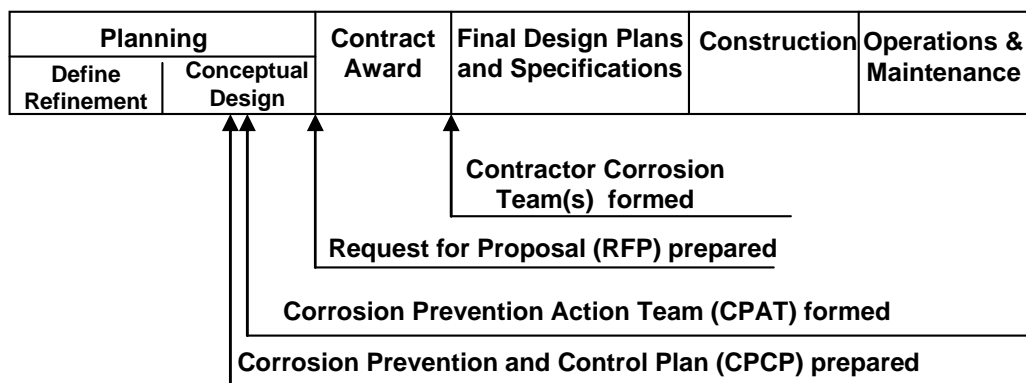 Planning
Define
Refinement
Conceptual
Design
Contract
Award
Final Design Plans
and Specifications
Construction
Operations &
Maintenance
Contractor Corrosion
Team(s) formed
Request for Proposal (RFP) prepared
Corrosion Prevention Action Team (CPAT) formed
Corrosion Prevention and Control Plan (CPCP) prepared